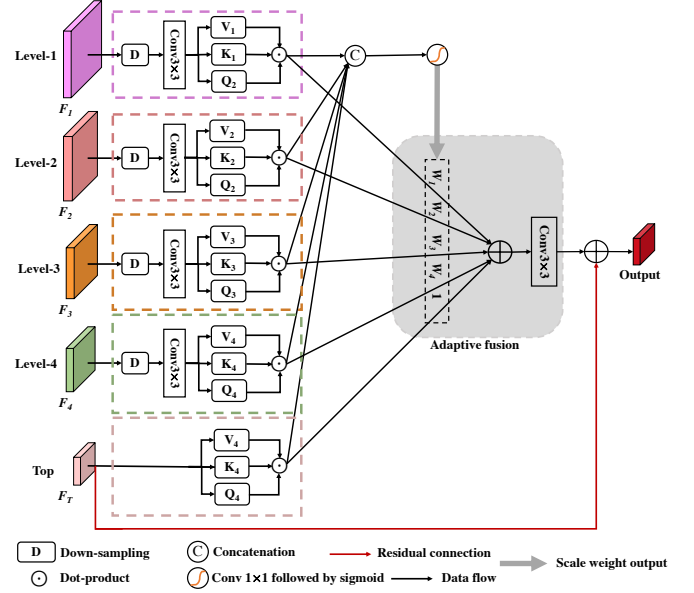 Level-1
F1
D
Conv3×3
V1
K1
Q2
C
Level-2
F2
D
Conv3×3
V2
K2
Q2
W1 W2 W3 W4 1
Conv3×3
Adaptive fusion
Output
Level-3
F3
D
Conv3×3
V3
K3
Q3
Level-4
F4
D
Conv3×3
V4
K4
Q4
Top
FT
V4
K4
Q4
D Down-sampling
C Concatenation
Residual connection
Scale weight output
Dot-product
Conv 1×1 followed by sigmoid
Data flow